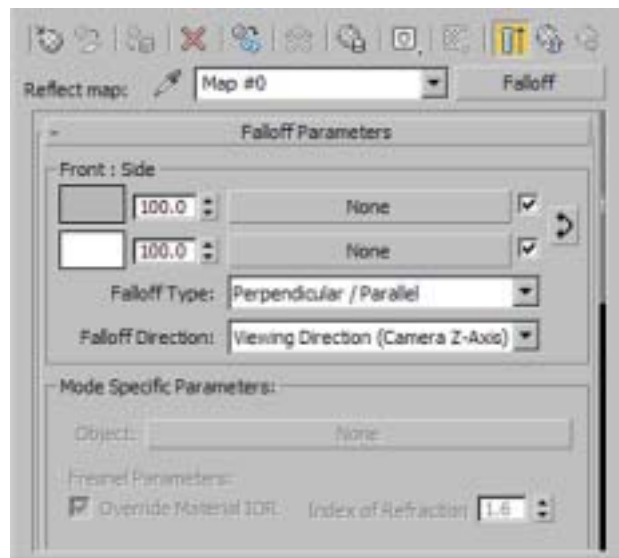 Reflect map: Map #0 Falloff
- Falloff Parameters
Front : Side
100.0 None
100.0 None
Falloff Type: Perpendicular / Parallel
Falloff Direction: Viewing Direction (Camera Z-Axis)
Mode Specific Parameters:
Object: None
Fresnel Parameters:
Override Material IOR Index of Refraction 1.6